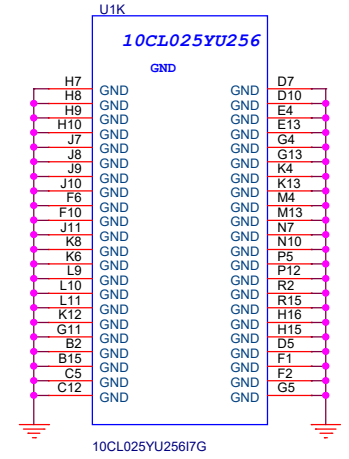 U1K
10CL025YU256
GND
H7 GND GND D7
H8 GND GND D10
H9 GND GND E4
H10 GND GND E13
J7 GND GND G4
J8 GND GND G13
J9 GND GND K4
J10 GND GND K13
F6 GND GND M4
F10 GND GND M13
J11 GND GND N7
K8 GND GND N10
K6 GND GND P5
L9 GND GND P12
L10 GND GND R2
L11 GND GND R15
K12 GND GND H16
G11 GND GND H15
B2 GND GND D5
B15 GND GND F1
C5 GND GND F2
C12 GND GND G5
10CL025YU256I7G